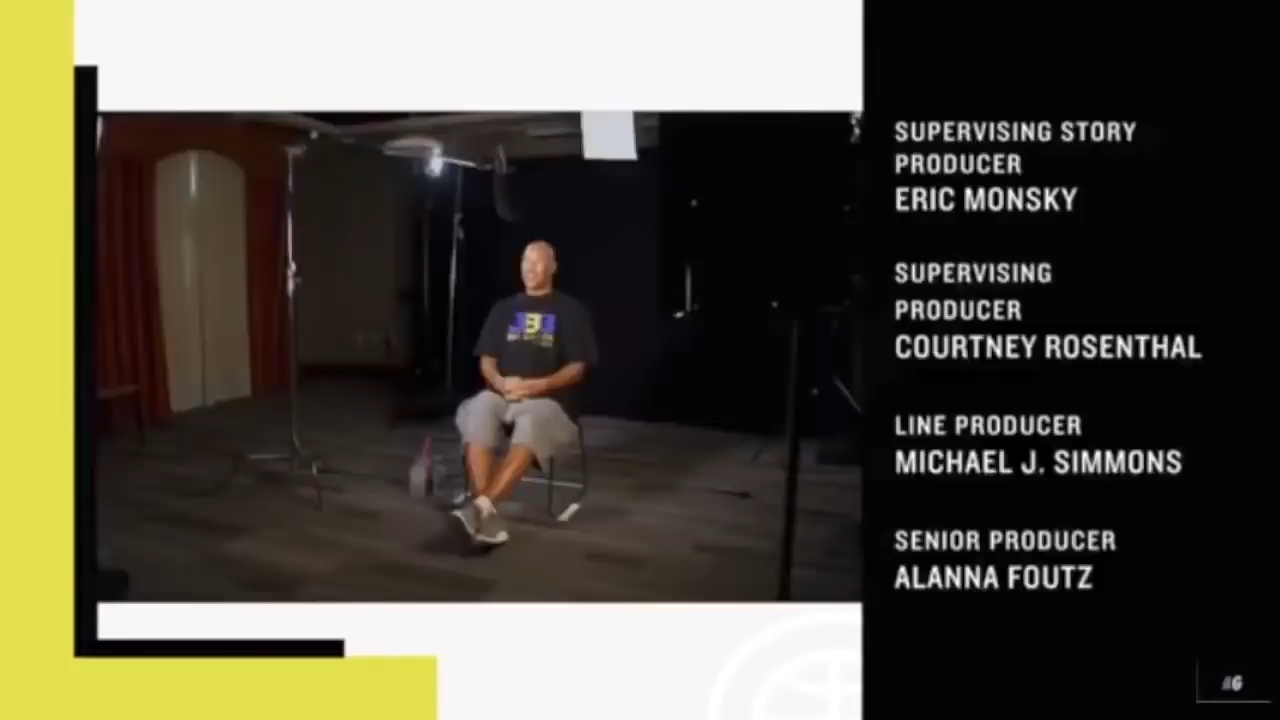 SUPERVISING STORY
PRODUCER
ERIC MONSKY
SUPERVISING
PRODUCER
COURTNEY ROSENTHAL
LINE PRODUCER
MICHAEL J. SIMMONS
SENIOR PRODUCER
ALANNA FOUTZ